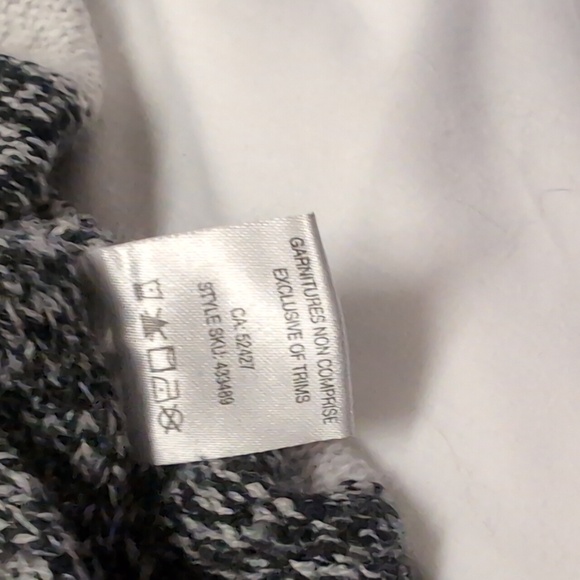 GARNITURES NON COMPRISE
EXCLUSIVE OF TRIMS
CA: 52427
STYLE SKU: 433469